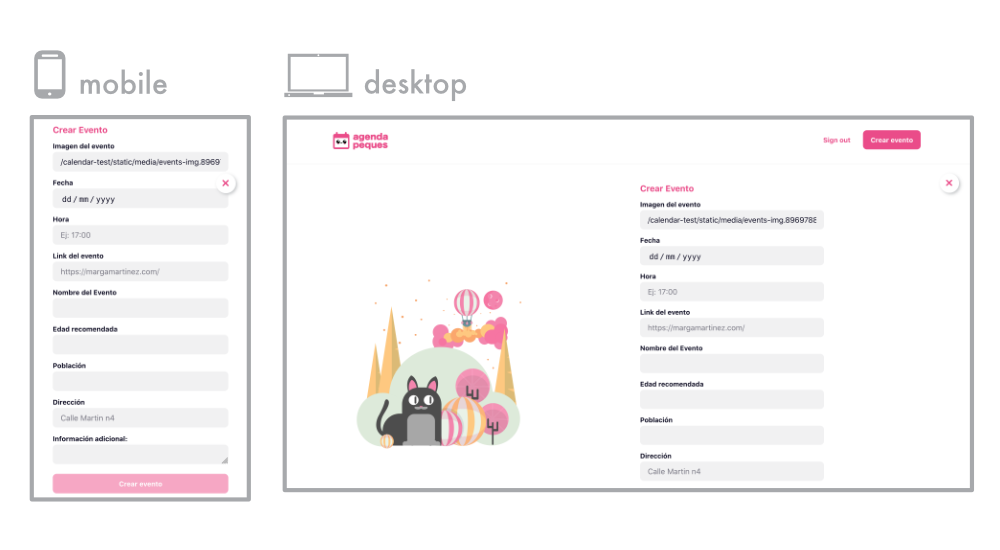 mobile
desktop
Crear Evento
Imagen del evento
/calendar-test/static/media/events-img.8969
Fecha
dd / mm / yyyy
Hora
Ej: 17:00
Link del evento
https://margamartinez.com/
Nombre del Evento
Edad recomendada
Población
Dirección
Calle Martin n4
Información adicional:
Crear evento
agenda
peques
Sign out
Crear evento
Crear Evento
Imagen del evento
/calendar-test/static/media/events-img.8969788
Fecha
dd / mm / yyyy
Hora
Ej: 17:00
Link del evento
https://margamartinez.com/
Nombre del Evento
Edad recomendada
Población
Dirección
Calle Martin n4